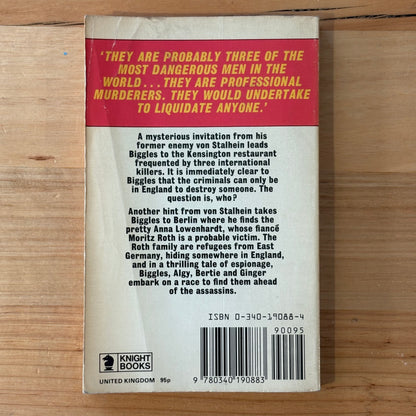 'THEY ARE PROBABLY THREE OF THE
MOST DANGEROUS MEN IN THE
WORLD . . . THEY ARE PROFESSIONAL
MURDERERS. THEY WOULD UNDERTAKE
TO LIQUIDATE ANYONE.'
A mysterious invitation from his
former enemy von Stalhein leads
Biggles to the Kensington restaurant
frequented by three international
killers. It is immediately clear to
Biggles that the criminals can only be
in England to destroy someone. The
question is, who?
Another hint from von Stalhein takes
Biggles to Berlin where he finds the
pretty Anna Lowenhardt, whose fiancé
Moritz Roth is a probable victim. The
Roth family are refugees from East
Germany, hiding somewhere in England,
and in a thrilling tale of espionage,
Biggles, Algy, Bertie and Ginger
embark on a race to find them ahead
of the assassins.
ISBN 0-340-19088-4
90095
9 780340 190883
KNIGHT
BOOKS
UNITED KINGDOM 95p